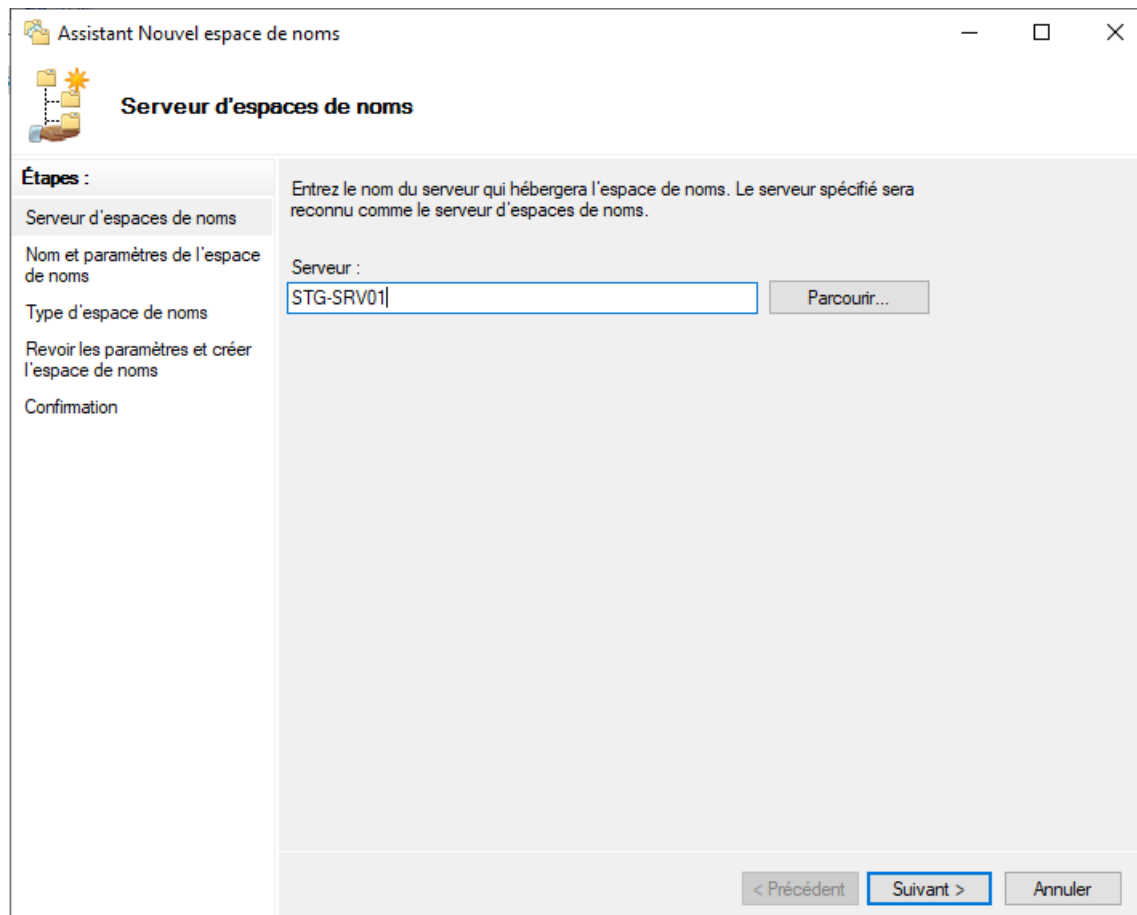 Assistant Nouvel espace de noms
Serveur d'espaces de noms
Étapes :
Serveur d'espaces de noms
Nom et paramètres de l'espace
de noms
Type d'espace de noms
Revoir les paramètres et créer
l'espace de noms
Confirmation
Entrez le nom du serveur qui hébergera l'espace de noms. Le serveur spécifié sera
reconnu comme le serveur d'espaces de noms.
Serveur :
STG-SRV01
Parcourir...
< Précédent
Suivant >
Annuler